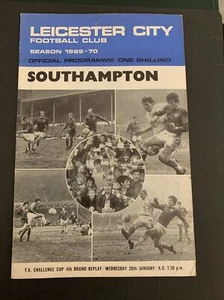 LEICESTER CITY
FOOTBALL CLUB
SEASON 1969-70
OFFICIAL PROGRAMME ONE SHILLING
SOUTHAMPTON
F.A. CHALLENGE CUP 4th ROUND REPLAY WEDNESDAY 28th JANUARY K.O. 7.30 p.m.